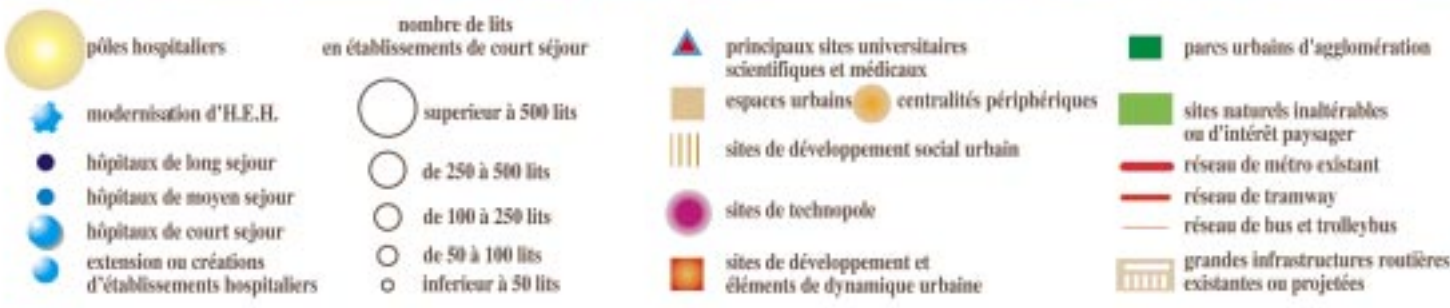 pôles hospitaliers
modernisation d'H.E.H.
hôpitaux de long sejour
hôpitaux de moyen sejour
hôpitaux de court sejour
extension ou créations
d'établissements hospitaliers
nombre de lits
en établissements de court séjour
superieur à 500 lits
de 250 à 500 lits
de 100 à 250 lits
de 50 à 100 lits
inferieur à 50 lits
principaux sites universitaires
scientifiques et médicaux
espaces urbains
centralités périphériques
sites de développement social urbain
sites de technopole
sites de développement et
éléments de dynamique urbaine
parcs urbains d'agglomération
sites naturels inaltérables
ou d'intérêt paysager
réseau de métro existant
réseau de tramway
réseau de bus et trolleybus
grandes infrastructures routières
existantes ou projetées